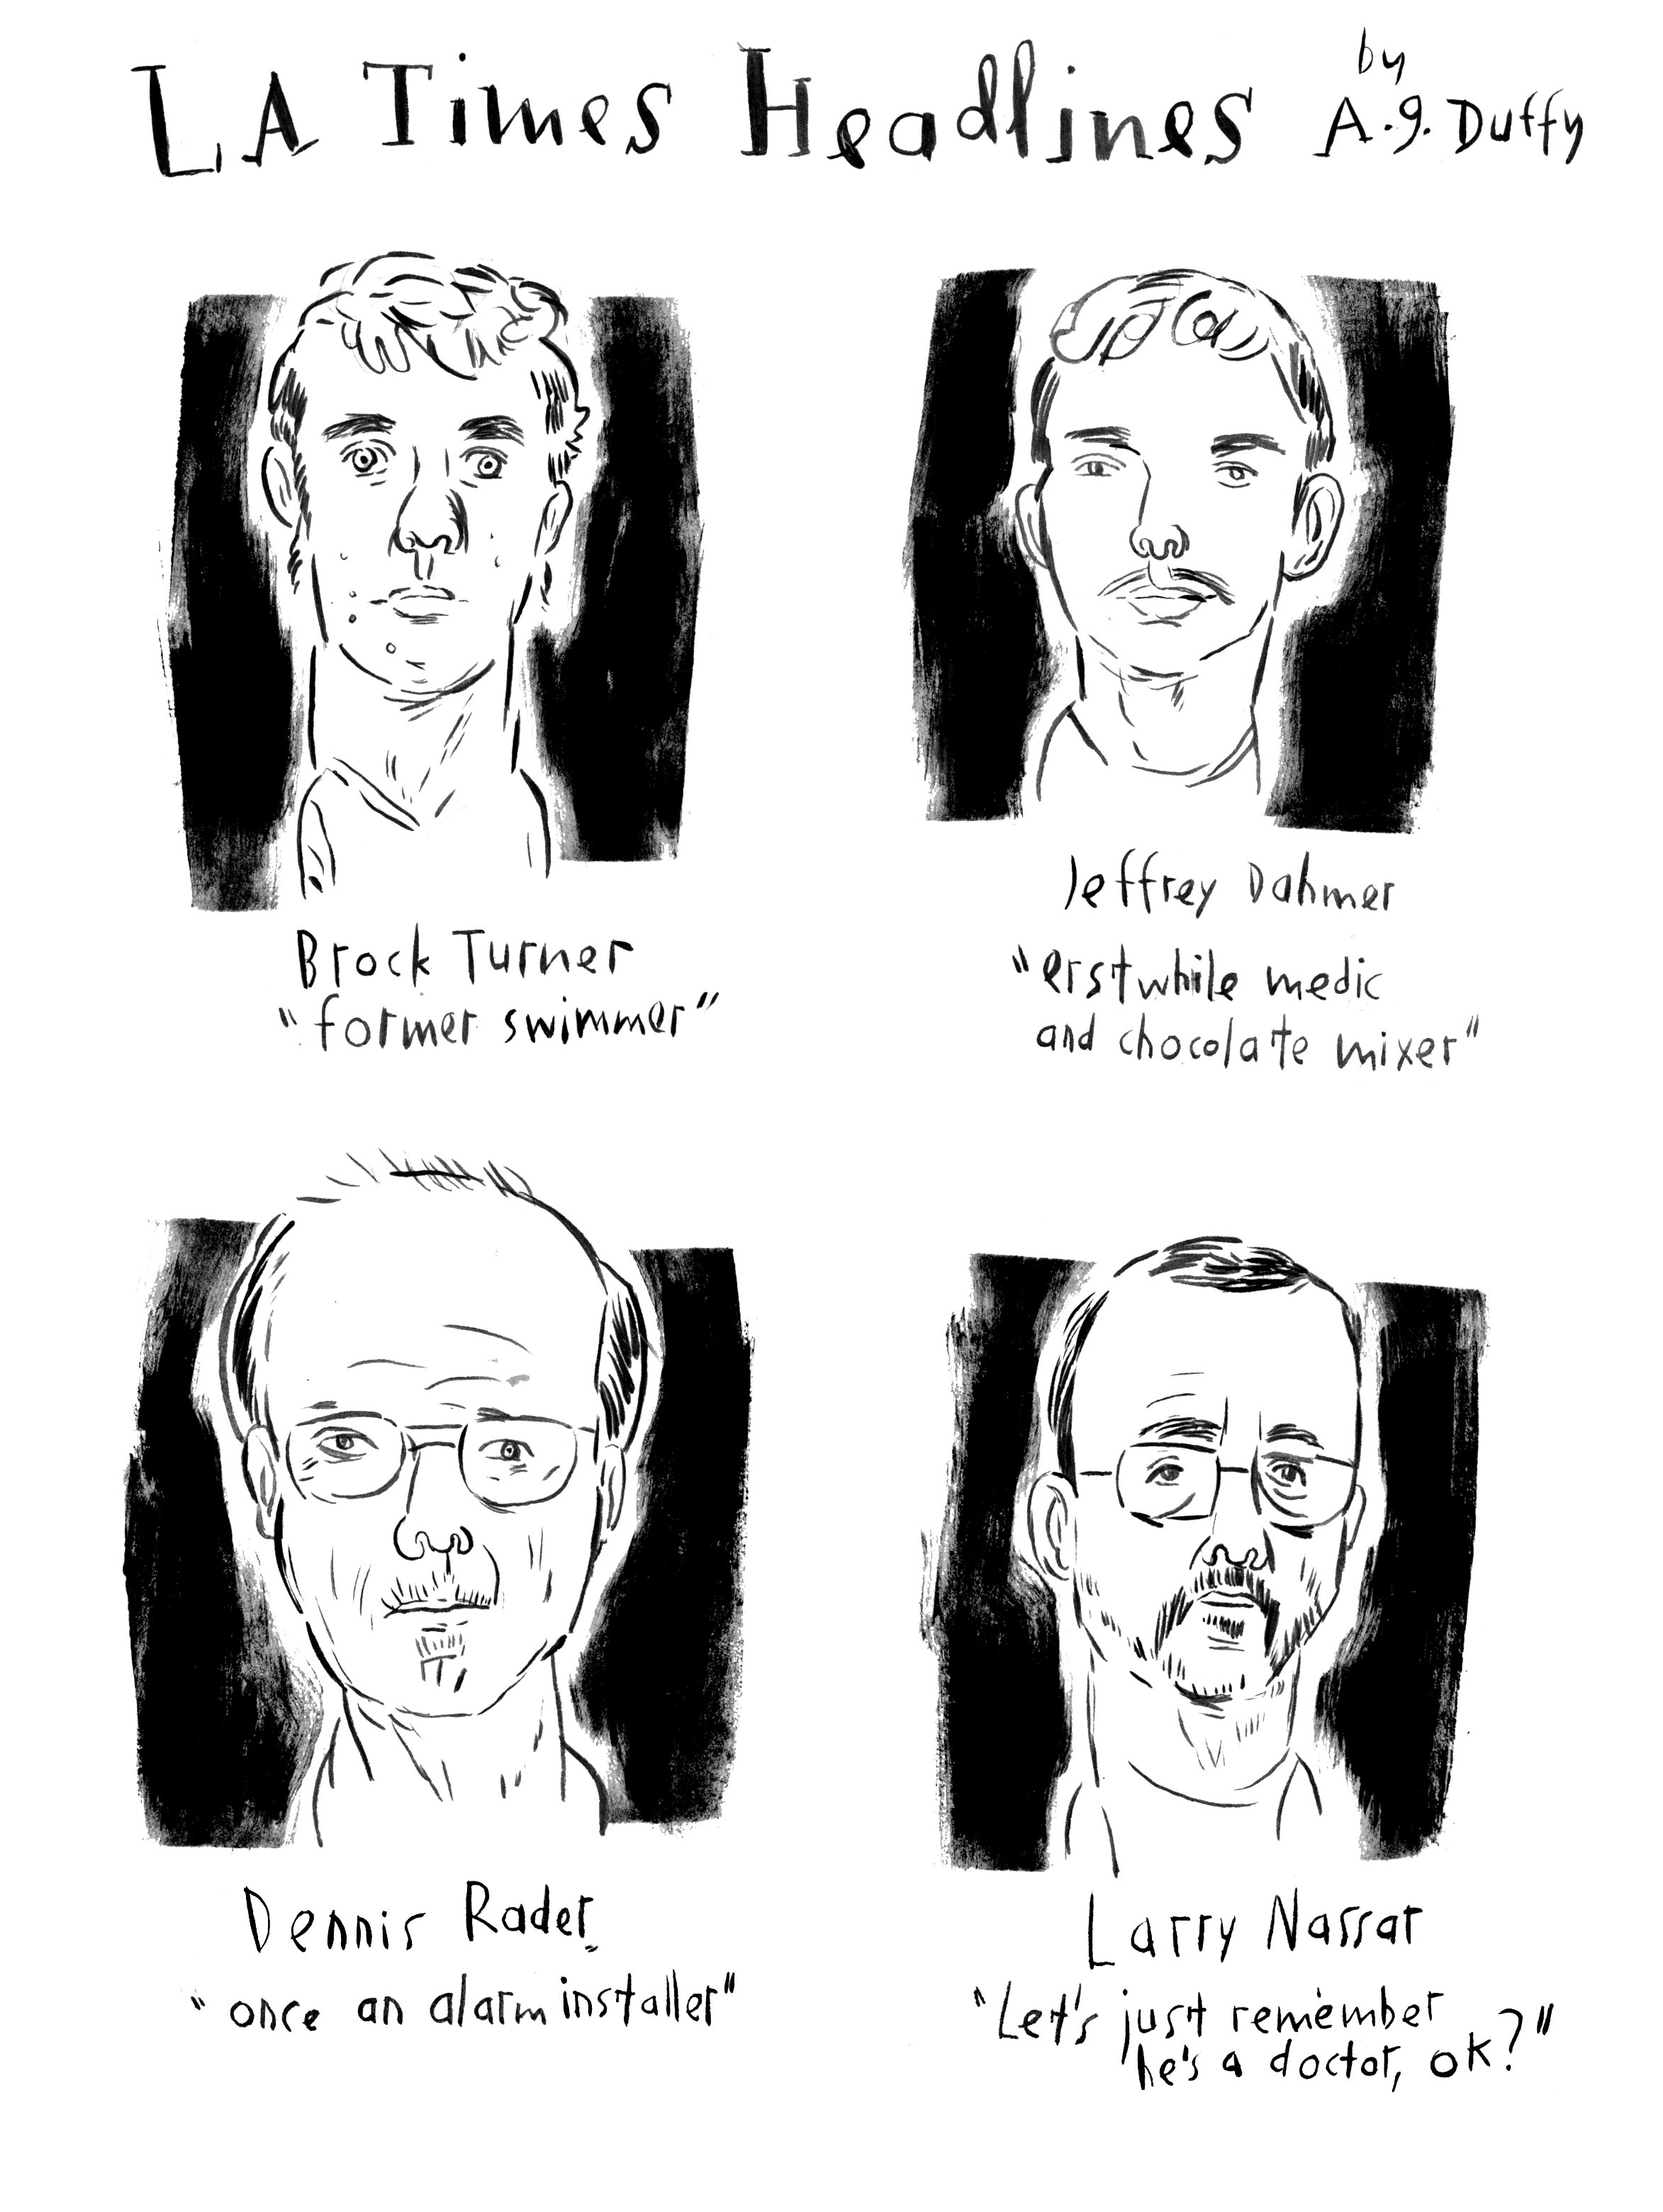 LA Times Headlines by
A.G. Duffy
Brock Turner
"former swimmer"
Jeffrey Dahmer
"erstwhile medic
and chocolate mixer"
Dennis Rader
"once an alarm installer"
Larry Nassar
"Let's just remember
he's a doctor, ok?"